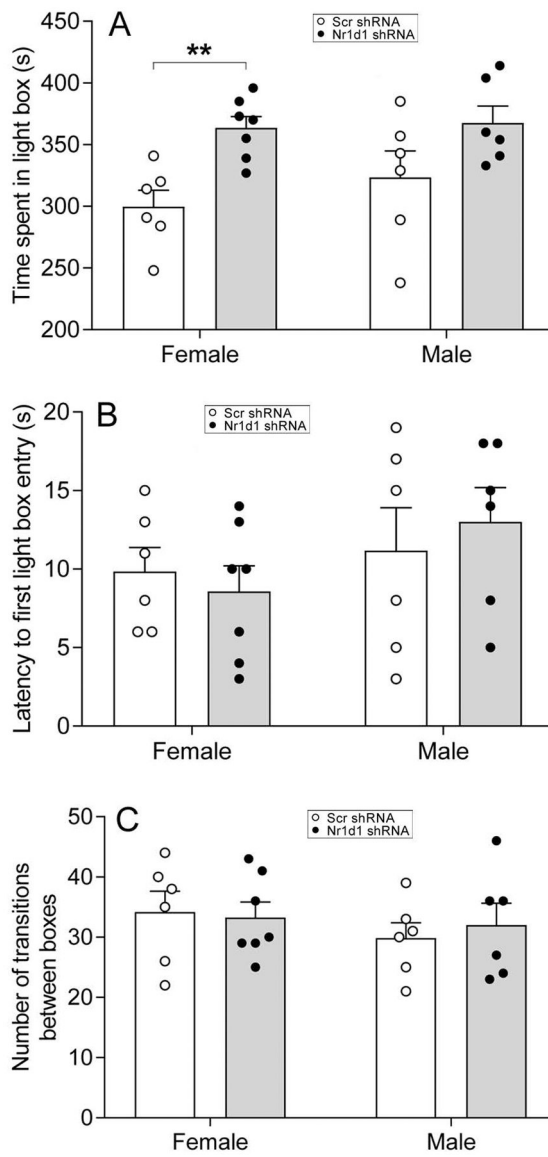 A
Scr shRNA
Nr1d1 shRNA
**
Time spent in light box (s)
450
400
350
300
250
200
Female Male
B
Scr shRNA
Nr1d1 shRNA
Latency to first light box entry (s)
20
15
10
5
0
Female Male
C
Scr shRNA
Nr1d1 shRNA
Number of transitions
between boxes
50
40
30
20
10
0
Female Male